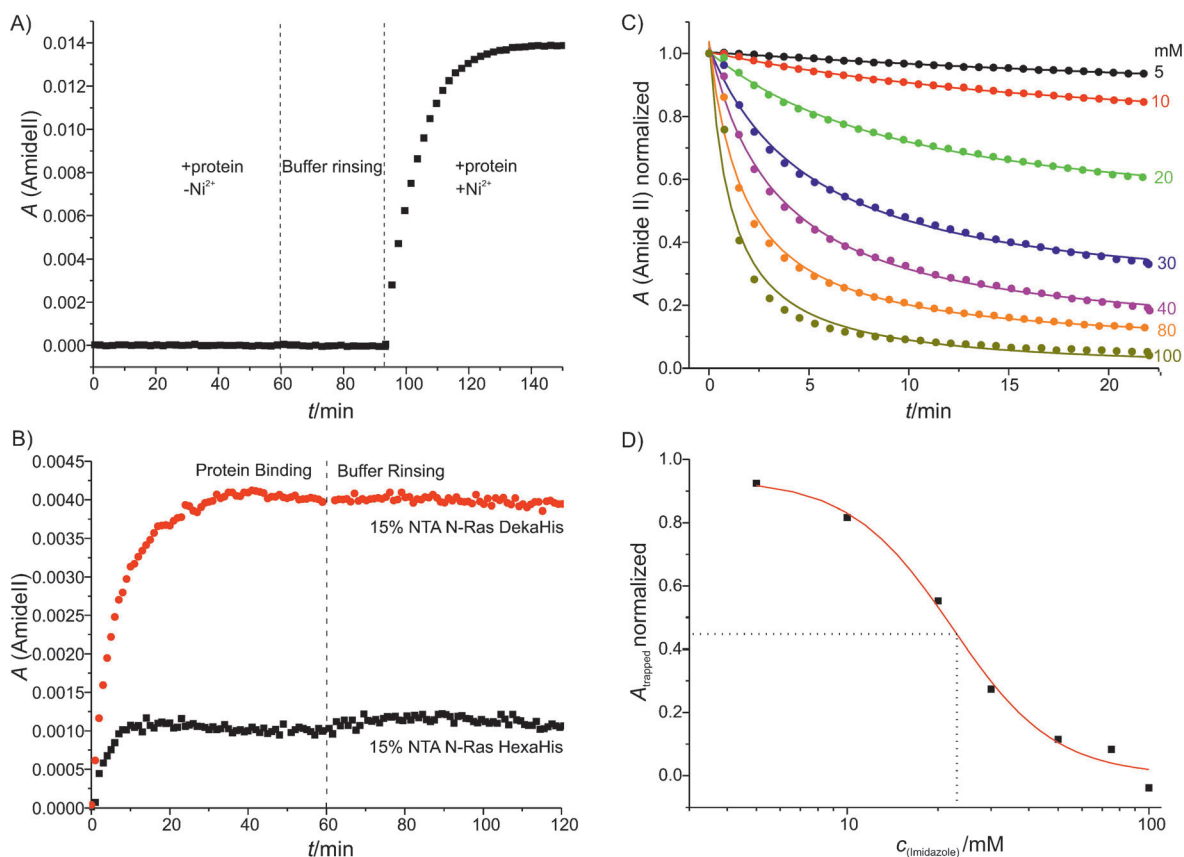 A)
A (AmideII)
0.014
0.012
0.010
0.008
0.006
0.004
0.002
0.000
+protein
-Ni²⁺
Buffer rinsing
+protein
+Ni²⁺
0 20 40 60 80 100 120 140
t/min
B)
A (AmideII)
0.0045
0.0040
0.0035
0.0030
0.0025
0.0020
0.0015
0.0010
0.0005
0.0000
Protein Binding
Buffer Rinsing
15% NTA N-Ras DekaHis
15% NTA N-Ras HexaHis
0 20 40 60 80 100 120
t/min
C)
A (Amide II) normalized
1.0
0.8
0.6
0.4
0.2
0.0
mM
5
10
20
30
40
80
100
0 5 10 15 20
t/min
D)
A trapped normalized
1.0
0.8
0.6
0.4
0.2
0.0
10 100
c(Imidazole) /mM